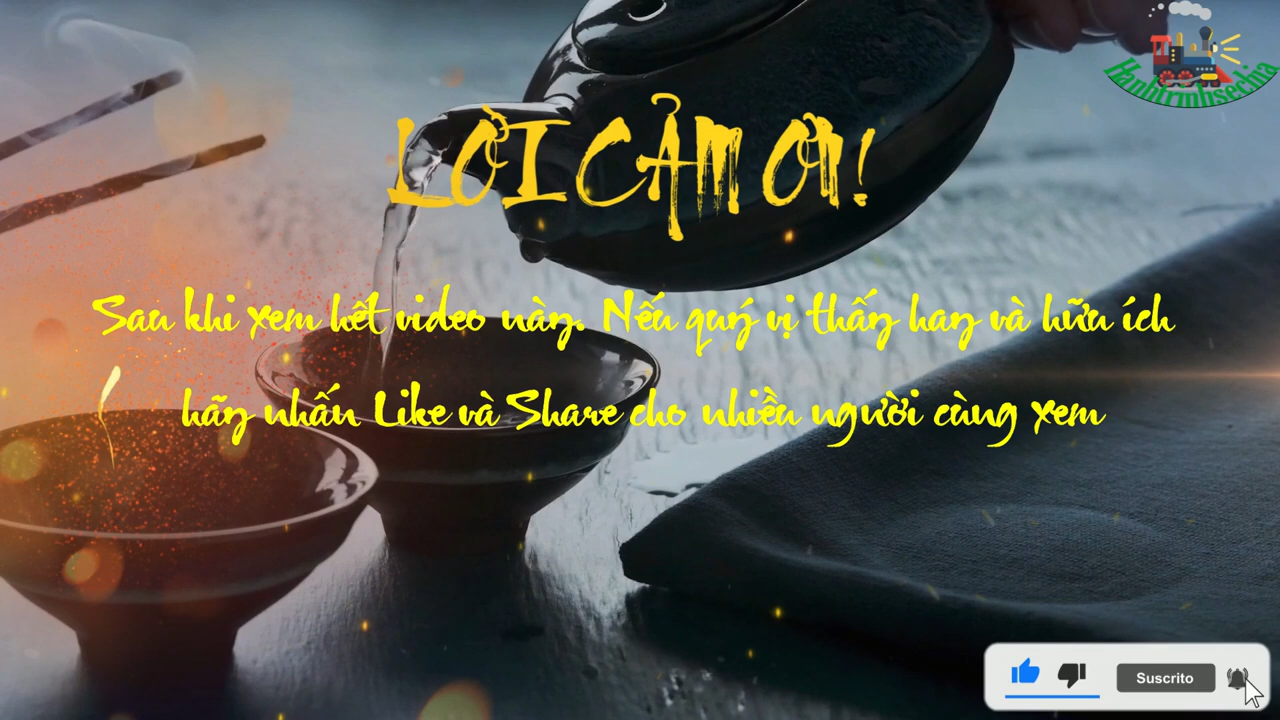 Hanhtrinhsechia
LỜI CẢM ƠN!
Sau khi xem hết video này. Nếu quý vị thấy hay và hữu ích
hãy nhấn Like và Share cho nhiều người cùng xem
Suscrito